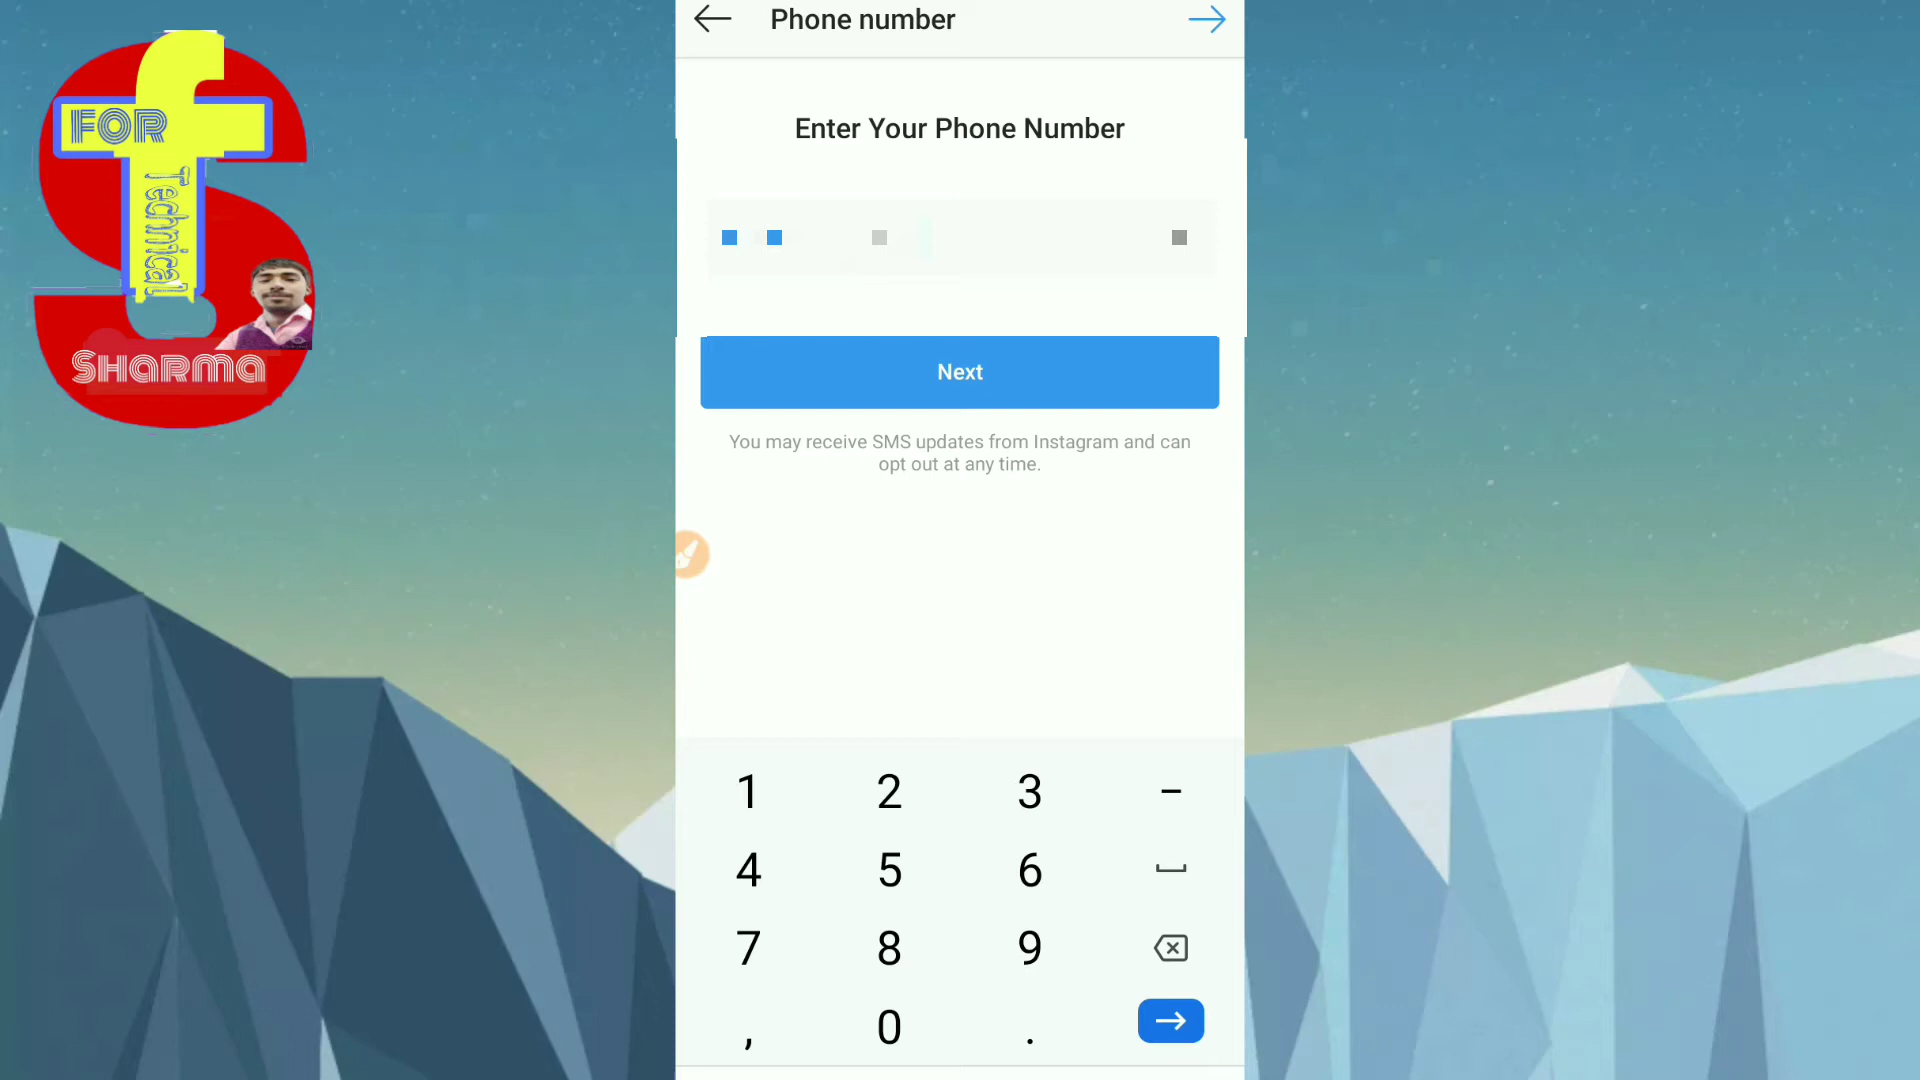 FOR
Technical
Sharma
Phone number
Enter Your Phone Number
Next
You may receive SMS updates from Instagram and can
opt out at any time.
1 2 3 –
4 5 6
7 8 9
, 0 .